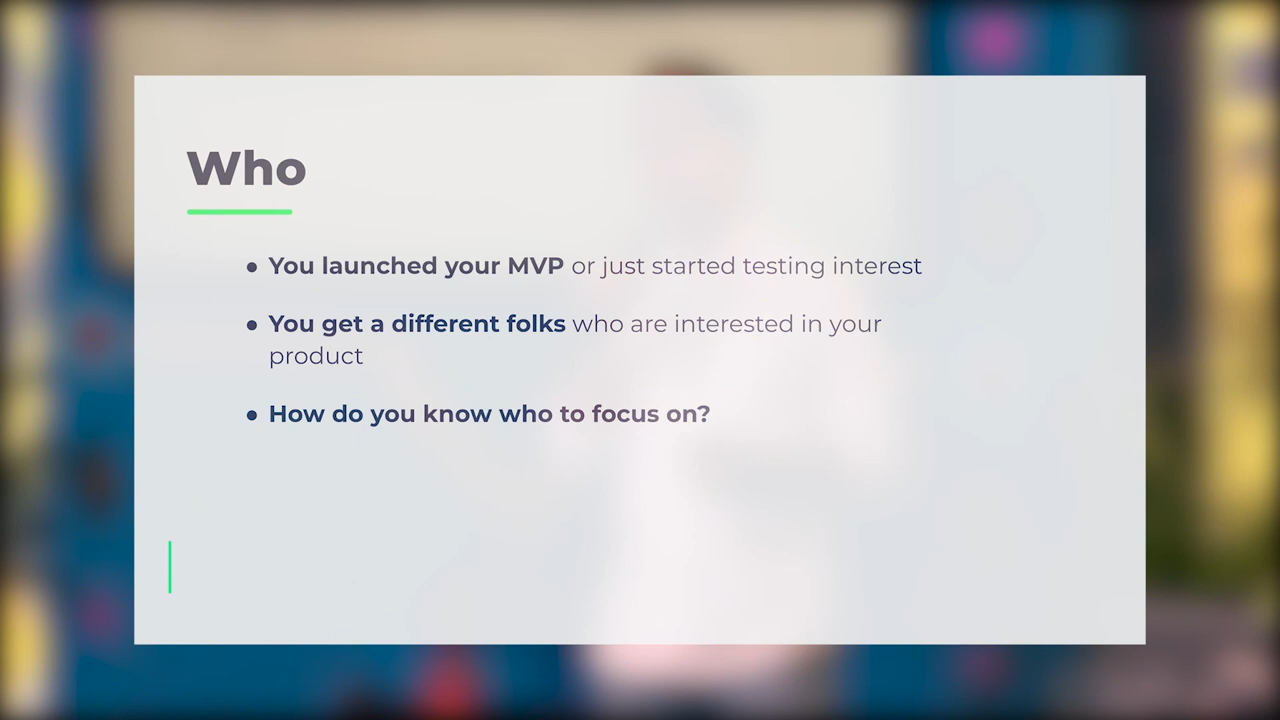 Who
● You launched your MVP or just started testing interest
● You get a different folks who are interested in your
product
● How do you know who to focus on?